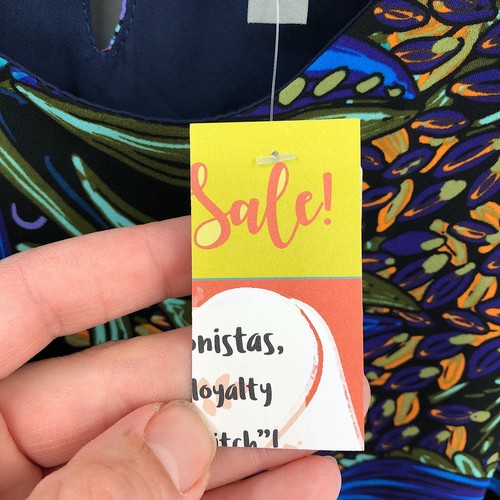 Sale!
onistas,
loyalty
itch"!